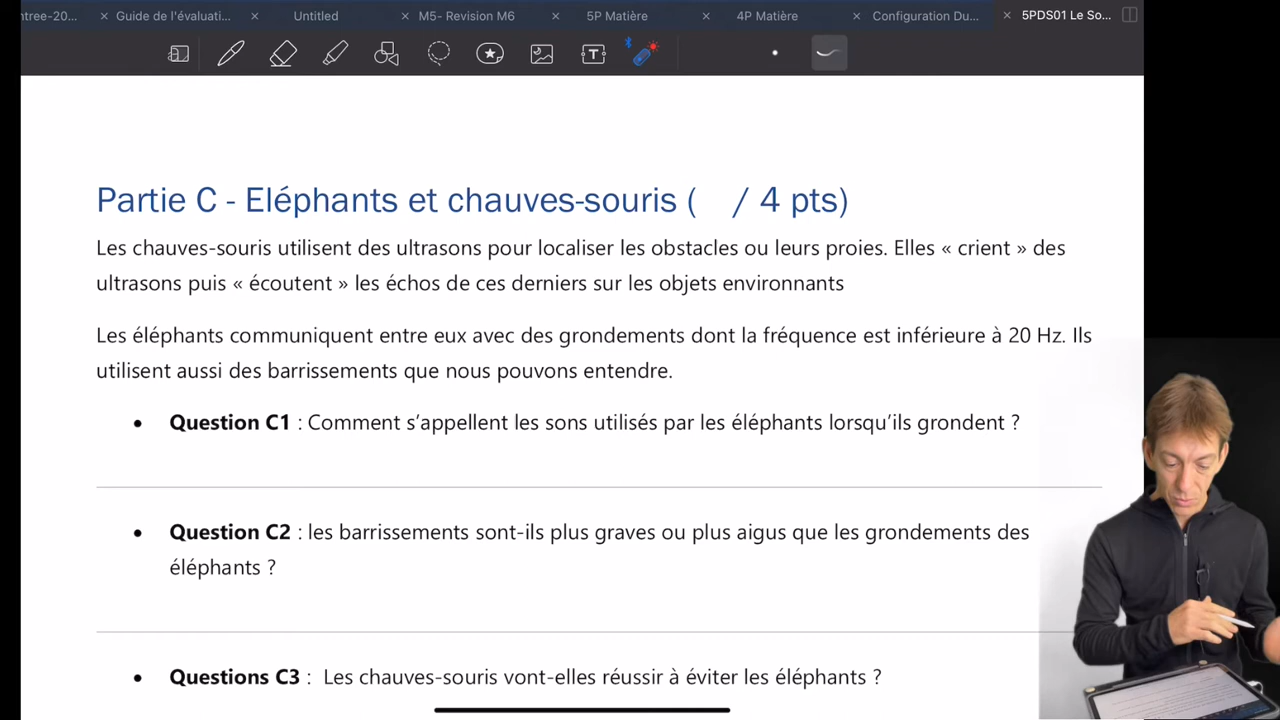 ntree-20...
Guide de l'évaluati...
Untitled
M5- Revision M6
5P Matière
4P Matière
Configuration Du...
5PDS01 Le So...
Partie C - Eléphants et chauves-souris (    / 4 pts)
Les chauves-souris utilisent des ultrasons pour localiser les obstacles ou leurs proies. Elles « crient » des
ultrasons puis « écoutent » les échos de ces derniers sur les objets environnants
Les éléphants communiquent entre eux avec des grondements dont la fréquence est inférieure à 20 Hz. Ils
utilisent aussi des barrissements que nous pouvons entendre.
• Question C1 : Comment s'appellent les sons utilisés par les éléphants lorsqu'ils grondent ?
• Question C2 : les barrissements sont-ils plus graves ou plus aigus que les grondements des
éléphants ?
• Questions C3 : Les chauves-souris vont-elles réussir à éviter les éléphants ?